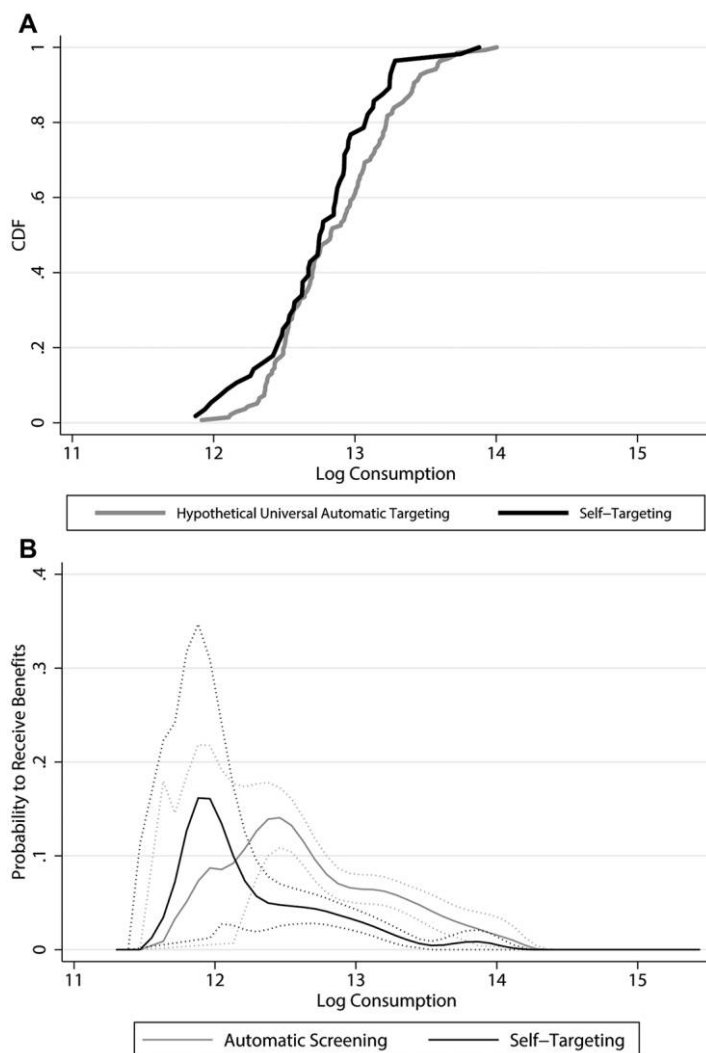 A
1
.8
.6
.4
.2
0
CDF
11 12 13 14 15
Log Consumption
Hypothetical Universal Automatic Targeting Self−Targeting
B
.4
.3
.2
.1
0
Probability to Receive Benefits
11 12 13 14 15
Log Consumption
Automatic Screening Self−Targeting